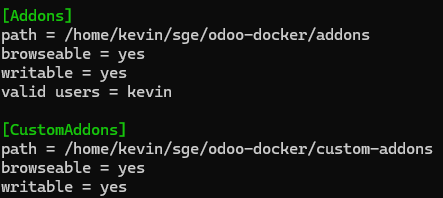 [Addons]
path = /home/kevin/sge/odoo-docker/addons
browseable = yes
writable = yes
valid users = kevin
[CustomAddons]
path = /home/kevin/sge/odoo-docker/custom-addons
browseable = yes
writable = yes